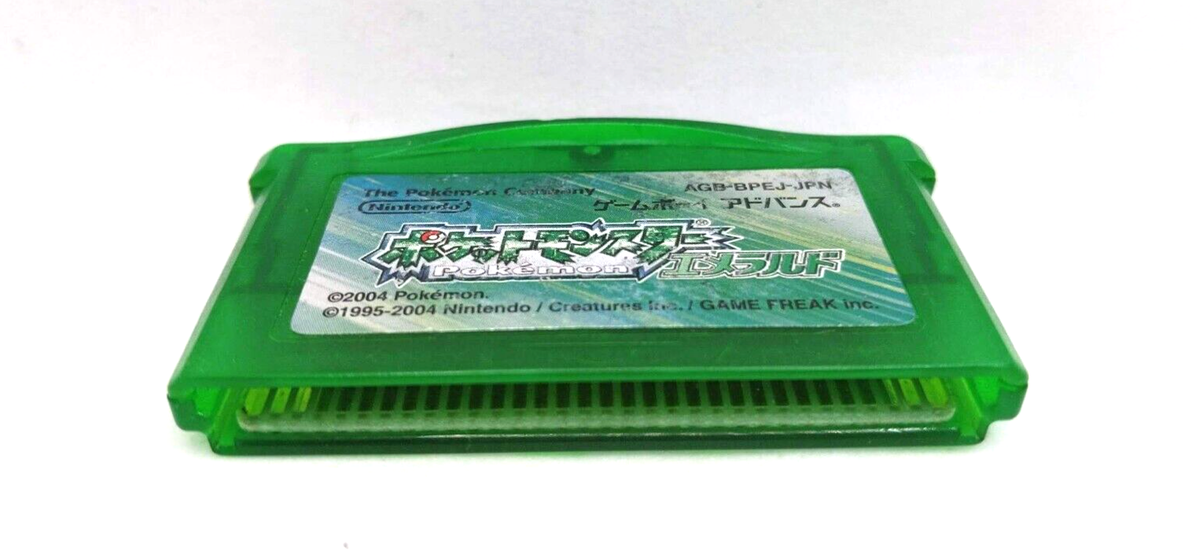 The Pokémon Company
AGB-BPEJ-JPN
Nintendo
ゲームボーイ アドバンス®
ポケットモンスター®
POKéMON
エメラルド
©2004 Pokémon.
©1995-2004 Nintendo / Creatures inc. / GAME FREAK inc.